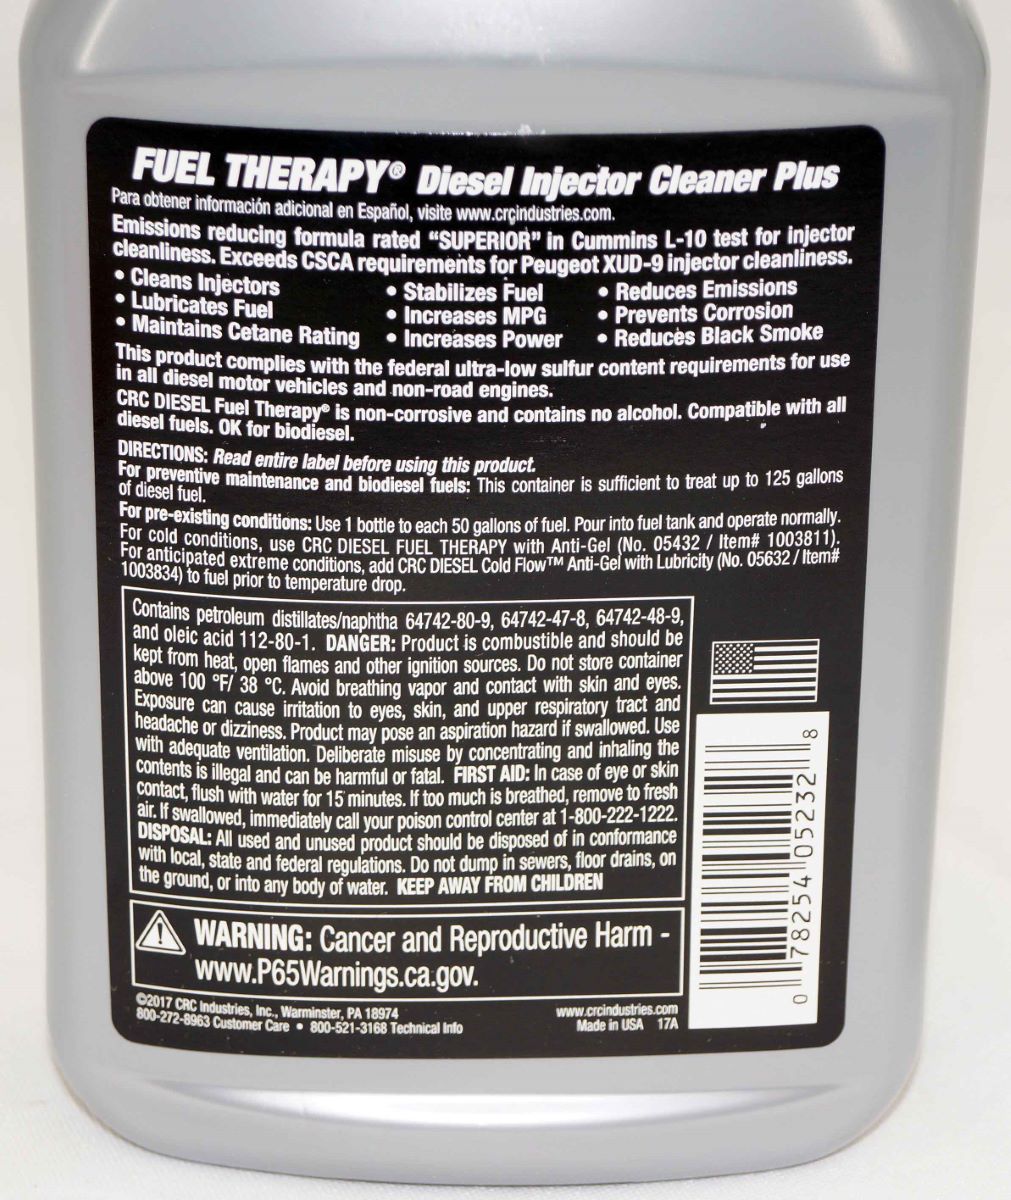 FUEL THERAPY® Diesel Injector Cleaner Plus
Para obtener información adicional en Español, visite www.crcindustries.com.
Emissions reducing formula rated “SUPERIOR” in Cummins L-10 test for injector
cleanliness. Exceeds CSCA requirements for Peugeot XUD-9 injector cleanliness.
• Cleans Injectors • Stabilizes Fuel • Reduces Emissions
• Lubricates Fuel • Increases MPG • Prevents Corrosion
• Maintains Cetane Rating • Increases Power • Reduces Black Smoke
This product complies with the federal ultra-low sulfur content requirements for use
in all diesel motor vehicles and non-road engines.
CRC DIESEL Fuel Therapy® is non-corrosive and contains no alcohol. Compatible with all
diesel fuels. OK for biodiesel.
DIRECTIONS: Read entire label before using this product.
For preventive maintenance and biodiesel fuels: This container is sufficient to treat up to 125 gallons
of diesel fuel.
For pre-existing conditions: Use 1 bottle to each 50 gallons of fuel. Pour into fuel tank and operate normally.
For cold conditions, use CRC DIESEL FUEL THERAPY with Anti-Gel (No. 05432 / Item# 1003811).
For anticipated extreme conditions, add CRC DIESEL Cold Flow™ Anti-Gel with Lubricity (No. 05632 / Item#
1003834) to fuel prior to temperature drop.
Contains petroleum distillates/naphtha 64742-80-9, 64742-47-8, 64742-48-9,
and oleic acid 112-80-1. DANGER: Product is combustible and should be
kept from heat, open flames and other ignition sources. Do not store container
above 100 °F/ 38 °C. Avoid breathing vapor and contact with skin and eyes.
Exposure can cause irritation to eyes, skin, and upper respiratory tract and
headache or dizziness. Product may pose an aspiration hazard if swallowed. Use
with adequate ventilation. Deliberate misuse by concentrating and inhaling the
contents is illegal and can be harmful or fatal. FIRST AID: In case of eye or skin
contact, flush with water for 15 minutes. If too much is breathed, remove to fresh
air. If swallowed, immediately call your poison control center at 1-800-222-1222.
DISPOSAL: All used and unused product should be disposed of in conformance
with local, state and federal regulations. Do not dump in sewers, floor drains, on
the ground, or into any body of water. KEEP AWAY FROM CHILDREN
WARNING: Cancer and Reproductive Harm -
www.P65Warnings.ca.gov.
©2017 CRC Industries, Inc., Warminster, PA 18974 www.crcindustries.com
800-272-8963 Customer Care • 800-521-3168 Technical Info Made in USA 17A
0 78254 05232 8